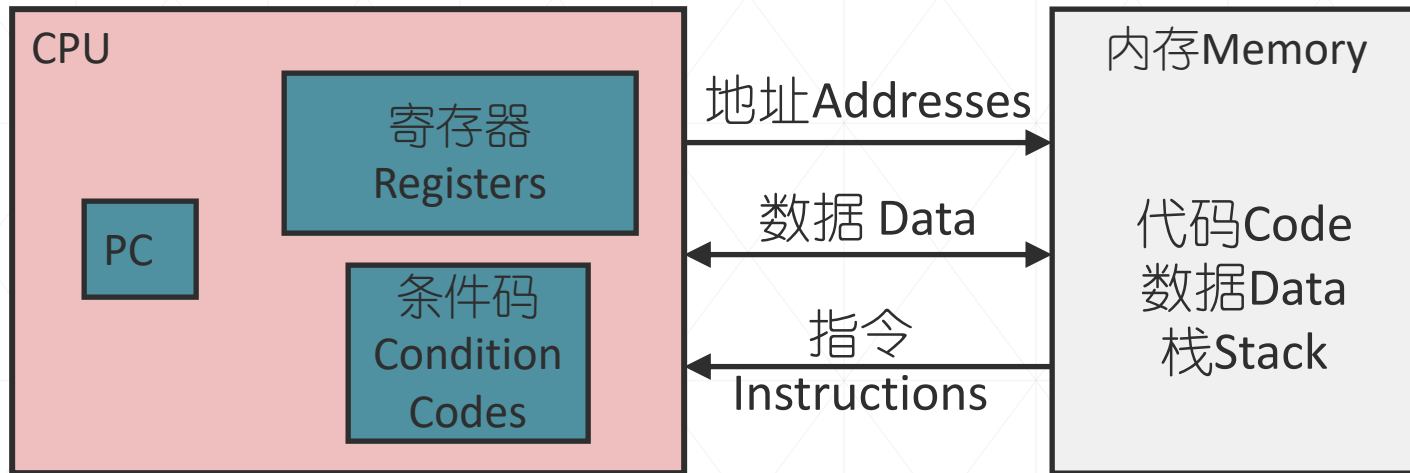 CPU
寄存器
Registers
PC
条件码
Condition
Codes
地址Addresses
数据 Data
指令
Instructions
内存Memory
代码Code
数据Data
栈Stack